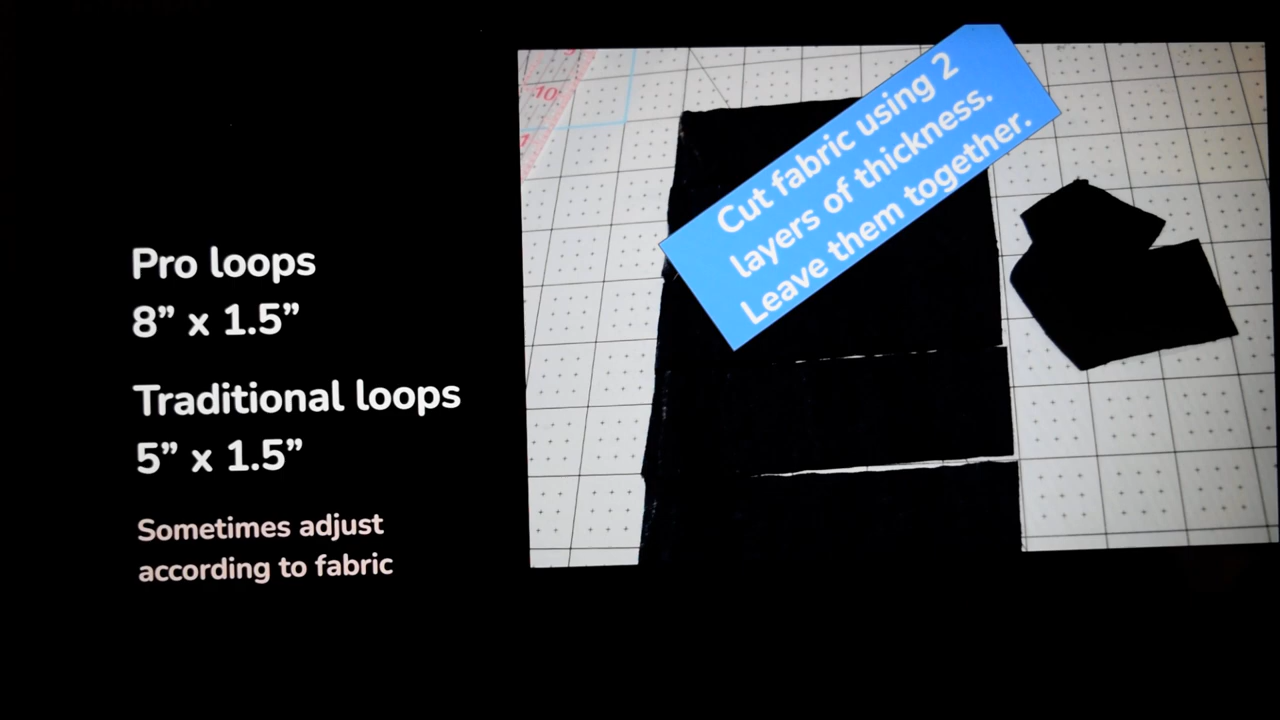 Pro loops
8” x 1.5”
Traditional loops
5” x 1.5”
Sometimes adjust
according to fabric
Cut fabric using 2
layers of thickness.
Leave them together.
10